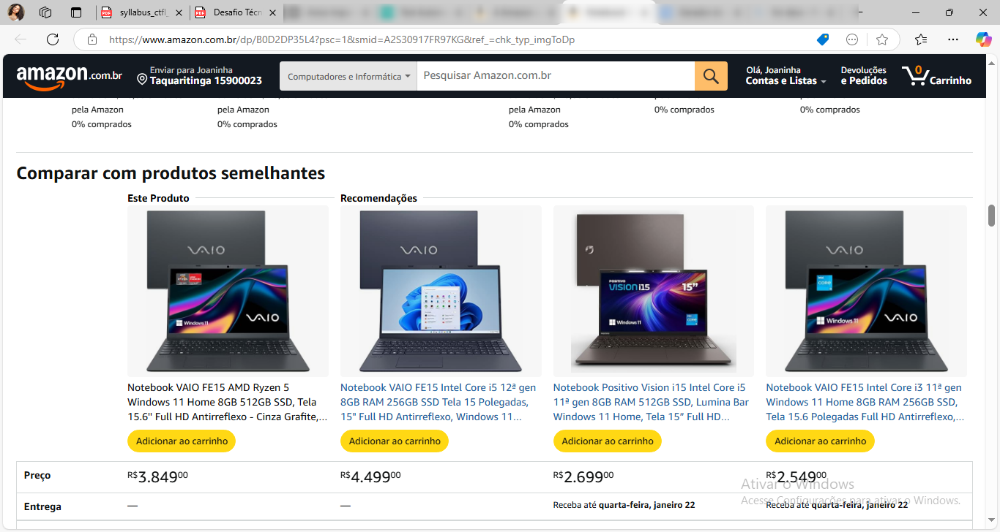 syllabus_ctfl_
Desafio Técn
https://www.amazon.com.br/dp/B0D2DP35L4?psc=1&smid=A2S30917FR97KG&ref_=chk_typ_imgToDp
amazon.com.br
Enviar para Joaninha
Taquaritinga 15900023
Computadores e Informática
Pesquisar Amazon.com.br
Olá, Joaninha
Contas e Listas
Devoluções
e Pedidos
0
Carrinho
pela Amazon
0% comprados
pela Amazon
0% comprados
pela Amazon
0% comprados
0% comprados
0% comprados
Comparar com produtos semelhantes
Este Produto
Recomendações
VAIO
Windows 11
VAIO
VAIO
POSITIVO
VISION i15
15"
Windows 11
intel
CORE
VAIO
intel
CORE
Windows 11
VAIO
Notebook VAIO FE15 AMD Ryzen 5
Windows 11 Home 8GB 512GB SSD, Tela
15.6" Full HD Antirreflexo - Cinza Grafite,...
Notebook VAIO FE15 Intel Core i5 12ª gen
8GB RAM 256GB SSD Tela 15 Polegadas,
15" Full HD Antirreflexo, Windows 11...
Notebook Positivo Vision i15 Intel Core i5
11ª gen 8GB RAM 512GB SSD, Lumina Bar
Windows 11 Home, Tela 15” Full HD...
Notebook VAIO FE15 Intel Core i3 11ª gen
Windows 11 Home 8GB RAM 256GB SSD,
Tela 15.6 Polegadas Full HD Antirreflexo,...
Adicionar ao carrinho
Adicionar ao carrinho
Adicionar ao carrinho
Adicionar ao carrinho
Preço
R$3.84900
R$4.49900
R$2.69900
R$2.54900
Entrega
—
—
Receba até quarta-feira, janeiro 22
Receba até quarta-feira, janeiro 22
Ativar o Windows
Acesse Configurações para ativar o Windows.